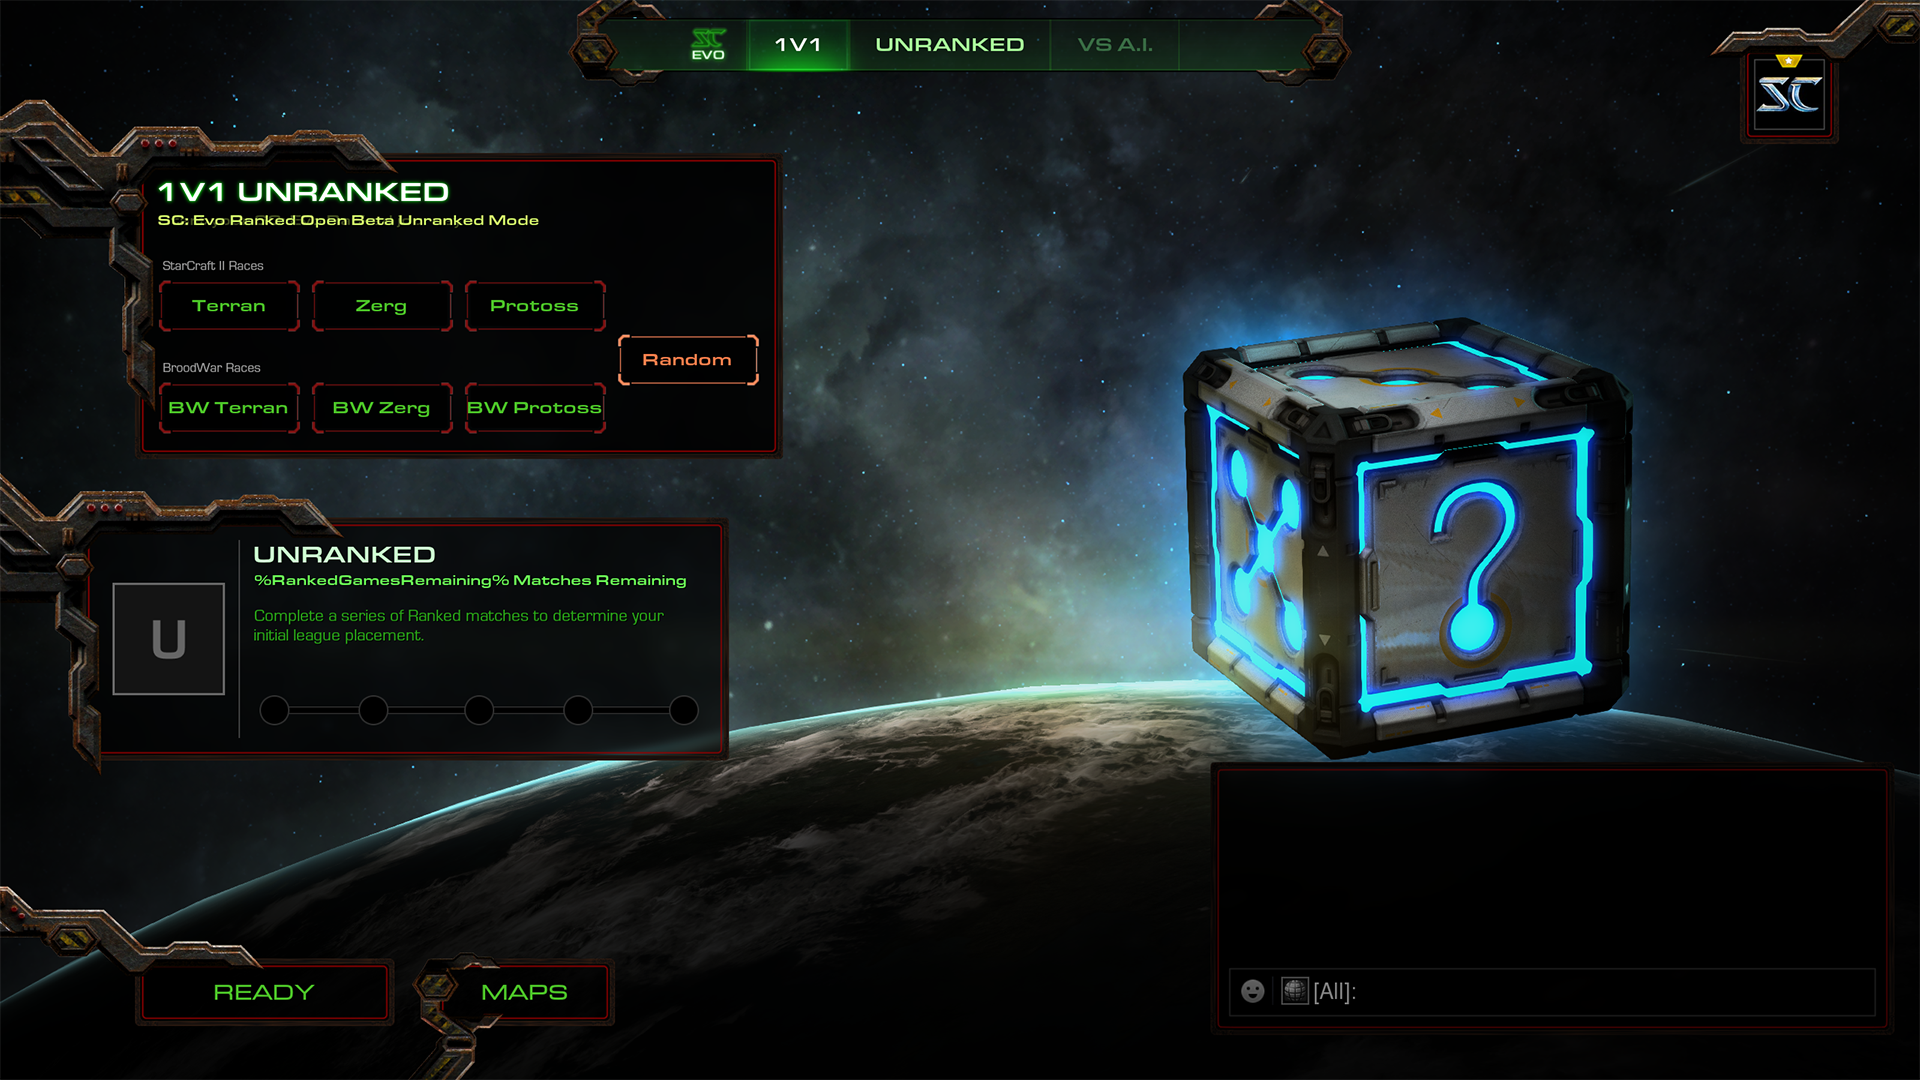 SC EVO
1V1
UNRANKED
VS A.I.
SC
1V1 UNRANKED
SC: Evo Ranked Open Beta Unranked Mode
StarCraft II Races
Terran
Zerg
Protoss
Random
BroodWar Races
BW Terran
BW Zerg
BW Protoss
?
U
UNRANKED
%RankedGamesRemaining% Matches Remaining
Complete a series of Ranked matches to determine your
initial league placement.
READY
MAPS
[All]: